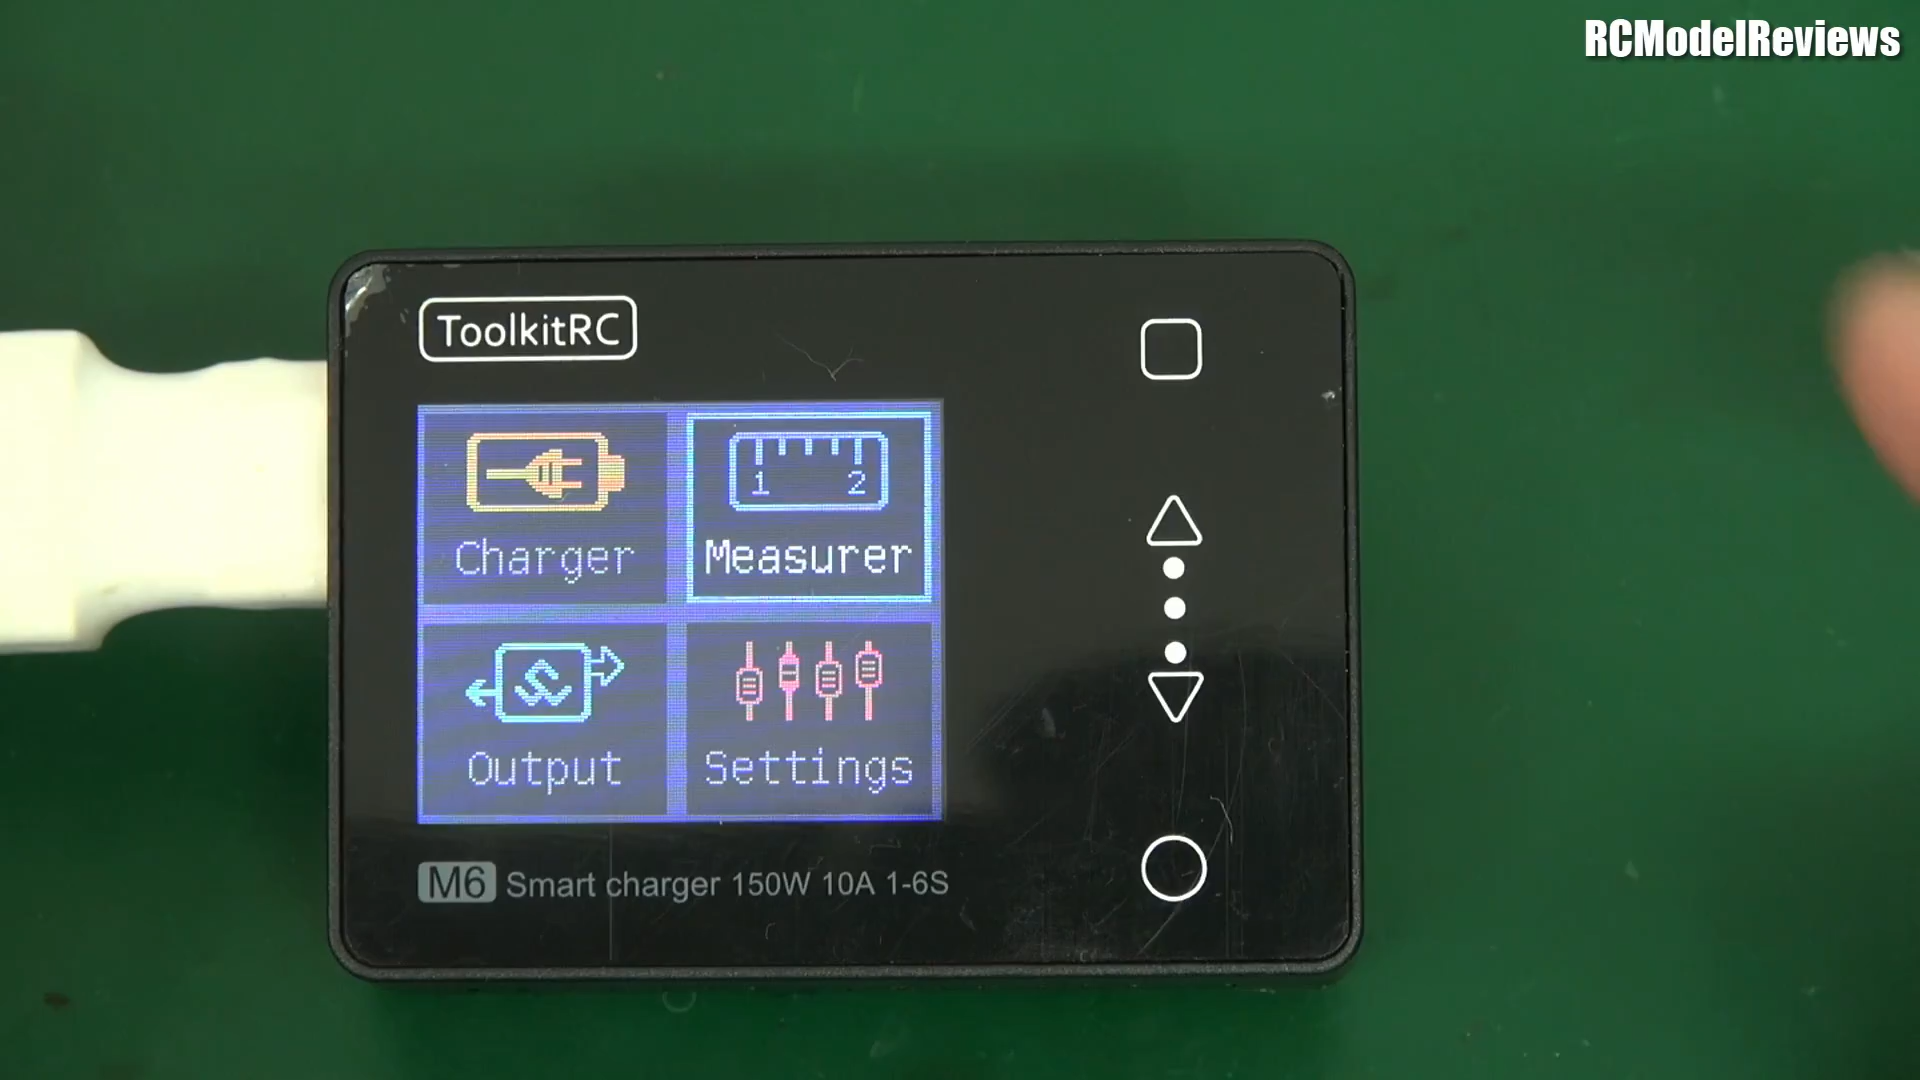 RCModelReviews
ToolkitRC
Charger
1 2
Measurer
Output
Settings
M6 Smart charger 150W 10A 1-6S